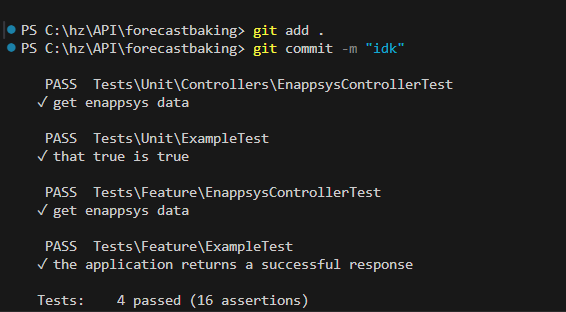 PS C:\hz\API\forecastbaking> git add .
PS C:\hz\API\forecastbaking> git commit -m "idk"
PASS Tests\Unit\Controllers\EnappsysControllerTest
✓ get enappsys data
PASS Tests\Unit\ExampleTest
✓ that true is true
PASS Tests\Feature\EnappsysControllerTest
✓ get enappsys data
PASS Tests\Feature\ExampleTest
✓ the application returns a successful response
Tests: 4 passed (16 assertions)